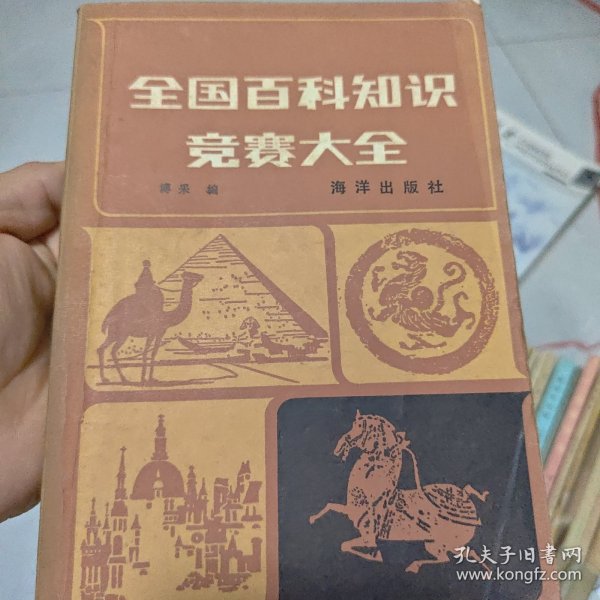 全国百科知识
竞赛大全
博采 编 海洋出版社
孔夫子旧书网
www.kongfz.com